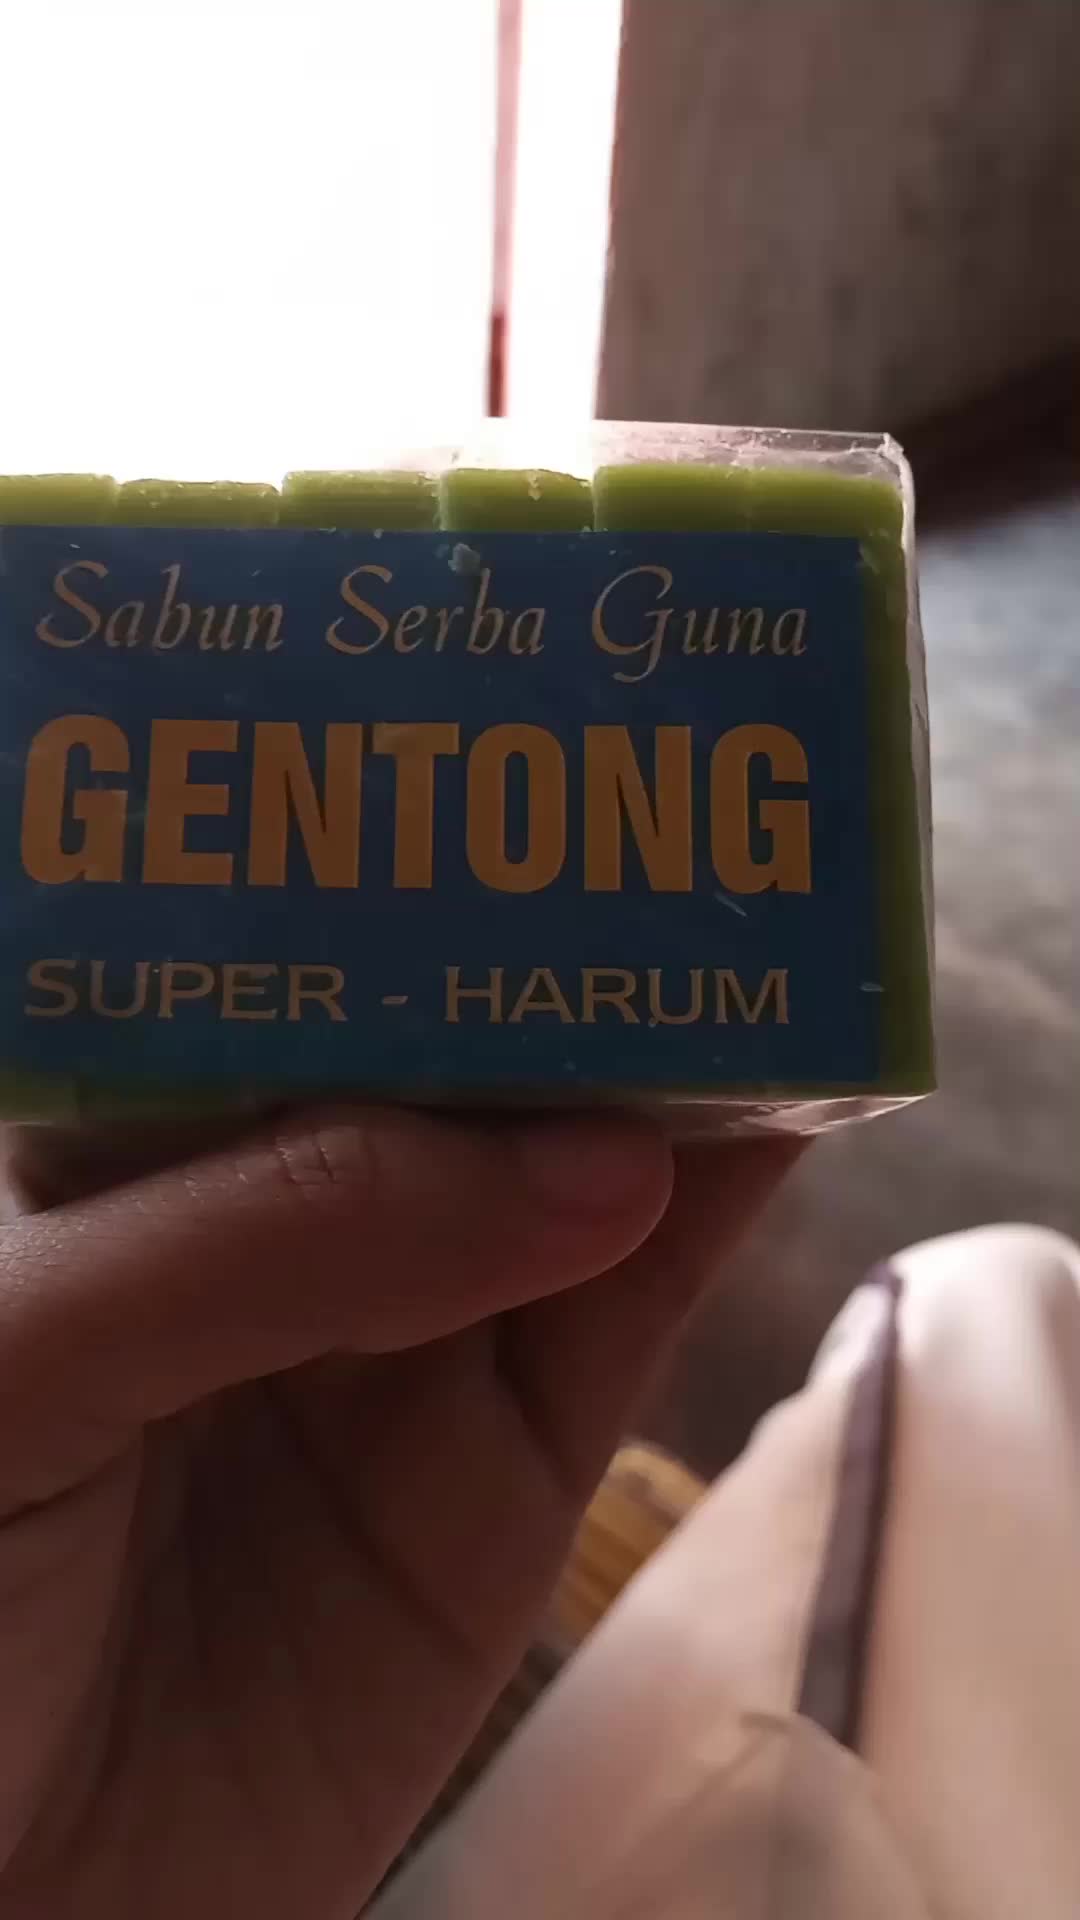 Sabun Serba Guna
GENTONG
SUPER - HARUM